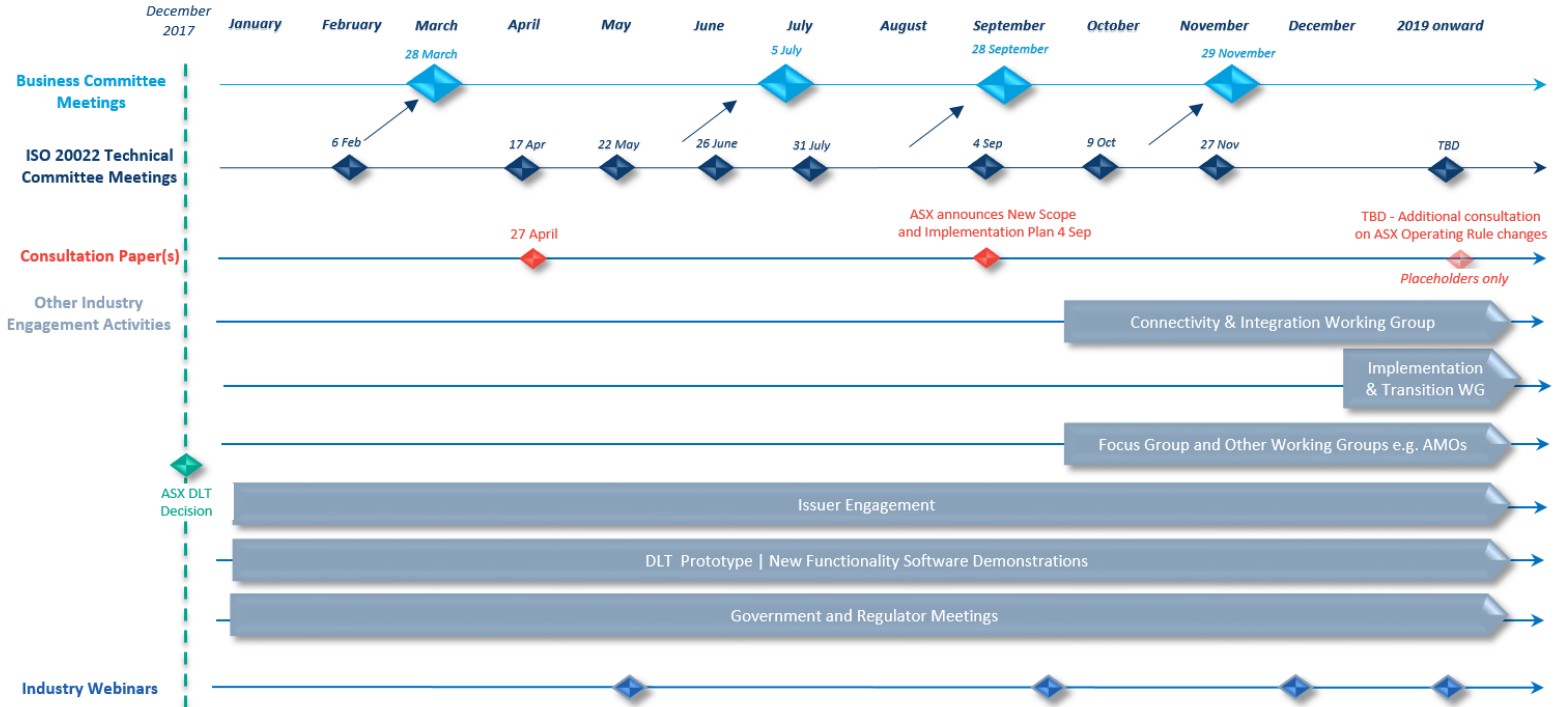 December
2017
January
February
March
April
May
June
July
August
September
October
November
December
2019 onward
28 March
5 July
28 September
29 November
Business Committee
Meetings
6 Feb
17 Apr
22 May
26 June
31 July
4 Sep
9 Oct
27 Nov
TBD
ISO 20022 Technical
Committee Meetings
27 April
ASX announces New Scope
and Implementation Plan 4 Sep
TBD - Additional consultation
on ASX Operating Rule changes
Consultation Paper(s)
Placeholders only
Other Industry
Engagement Activities
Connectivity & Integration Working Group
Implementation
& Transition WG
Focus Group and Other Working Groups e.g. AMOs
ASX DLT
Decision
Issuer Engagement
DLT  Prototype | New Functionality Software Demonstrations
Government and Regulator Meetings
Industry Webinars